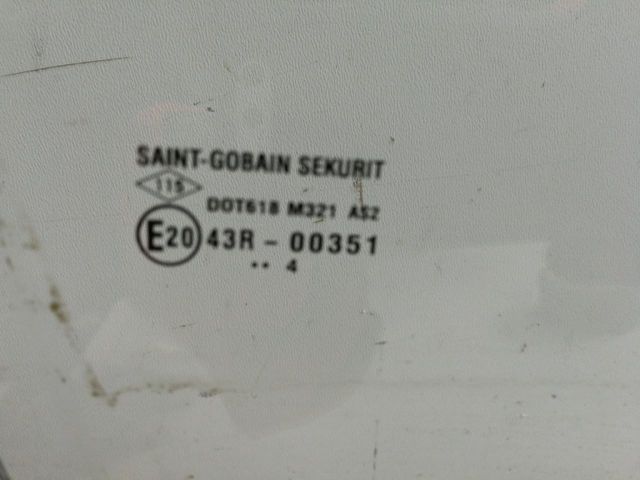 SAINT-GOBAIN SEKURIT
115
DOT618 M321 AS2
E20 43R - 00351
•• 4